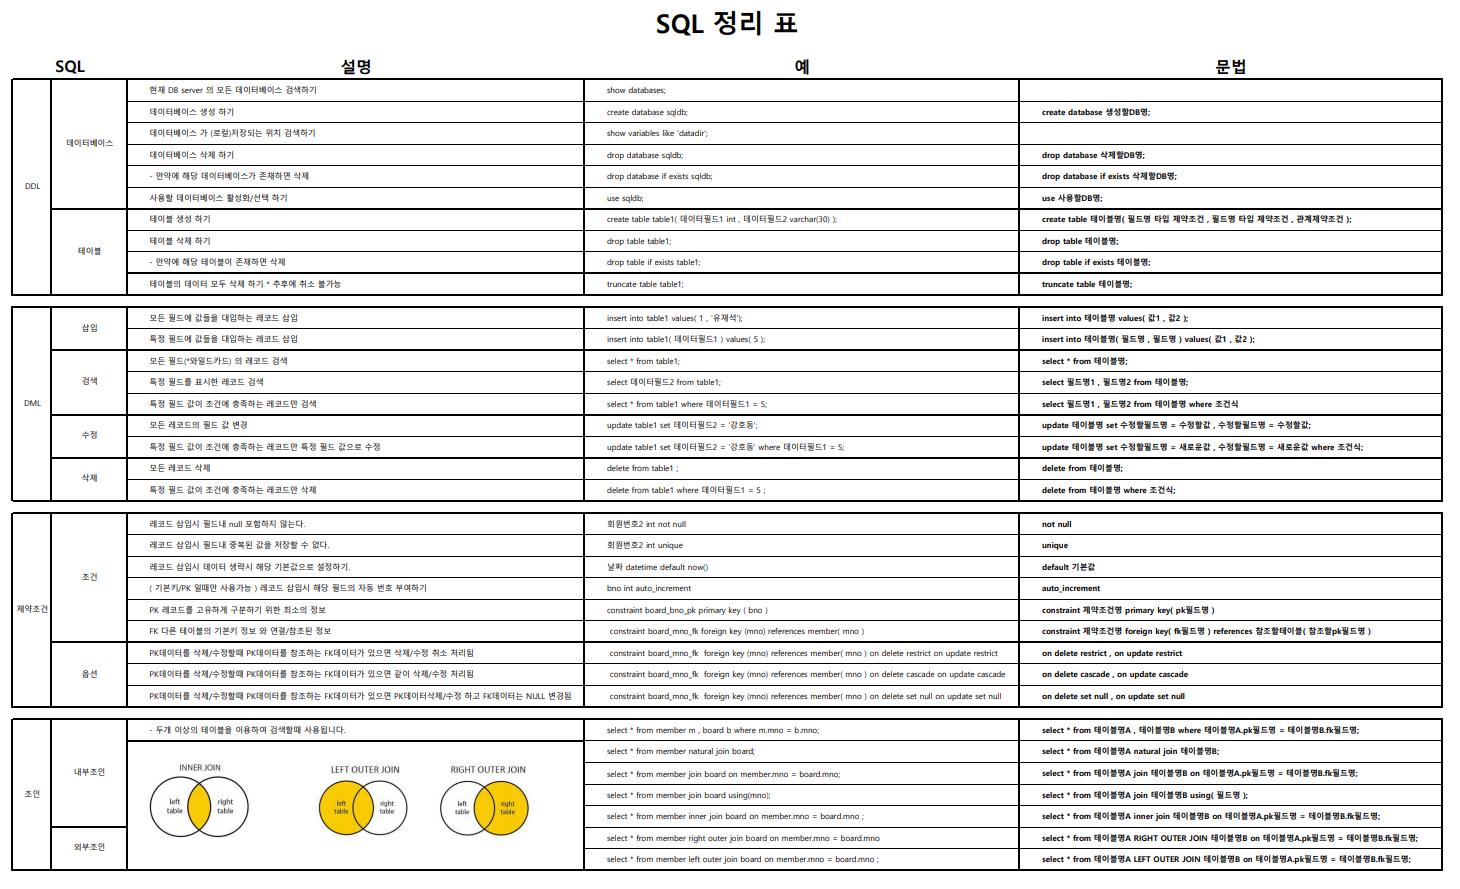 SQL 정리 표
SQL 설명 예 문법
DDL
데이터베이스
현재 DB server 의 모든 데이터베이스 검색하기 show databases;
데이터베이스 생성 하기 create database sqldb; create database 생성할DB명;
데이터베이스 가 (로컬)저장되는 위치 검색하기 show variables like 'datadir';
데이터베이스 삭제 하기 drop database sqldb; drop database 삭제할DB명;
- 만약에 해당 데이터베이스가 존재하면 삭제 drop database if exists sqldb; drop database if exists 삭제할DB명;
사용할 데이터베이스 활성화/선택 하기 use sqldb; use 사용할DB명;
테이블
테이블 생성 하기 create table table1( 데이터필드1 int , 데이터필드2 varchar(30) ); create table 테이블명( 필드명 타입 제약조건 , 필드명 타입 제약조건 , 관계제약조건 );
테이블 삭제 하기 drop table table1; drop table 테이블명;
- 만약에 해당 테이블이 존재하면 삭제 drop table if exists table1; drop table if exists 테이블명;
테이블의 데이터 모두 삭제 하기 * 추후에 취소 불가능 truncate table table1; truncate table 테이블명;
DML
삽입
모든 필드에 값들을 대입하는 레코드 삽입 insert into table1 values( 1 , '유재석'); insert into 테이블명 values( 값1 , 값2 );
특정 필드에 값들을 대입하는 레코드 삽입 insert into table1( 데이터필드1 ) values( 5 ); insert into 테이블명( 필드명 , 필드명 ) values( 값1 , 값2 );
검색
모든 필드(*와일드카드) 의 레코드 검색 select * from table1; select * from 테이블명;
특정 필드를 표시한 레코드 검색 select 데이터필드2 from table1; select 필드명1 , 필드명2 from 테이블명;
특정 필드 값이 조건에 충족하는 레코드만 검색 select * from table1 where 데이터필드1 = 5; select 필드명1 , 필드명2 from 테이블명 where 조건식
수정
모든 레코드의 필드 값 변경 update table1 set 데이터필드2 = '강호동'; update 테이블명 set 수정할필드명 = 수정할값 , 수정할필드명 = 수정할값;
특정 필드 값이 조건에 충족하는 레코드만 특정 필드 값으로 수정 update table1 set 데이터필드2 = '강호동' where 데이터필드1 = 5; update 테이블명 set 수정할필드명 = 새로운값 , 수정할필드명 = 새로운값 where 조건식;
삭제
모든 레코드 삭제 delete from table1 ; delete from 테이블명;
특정 필드 값이 조건에 충족하는 레코드만 삭제 delete from table1 where 데이터필드1 = 5 ; delete from 테이블명 where 조건식;
제약조건
조건
레코드 삽입시 필드내 null 포함하지 않는다. 회원번호2 int not null not null
레코드 삽입시 필드내 중복된 값을 저장할 수 없다. 회원번호2 int unique unique
레코드 삽입시 데이터 생략시 해당 기본값으로 설정하기. 날짜 datetime default now() default 기본값
( 기본키/PK 일때만 사용가능 ) 레코드 삽입시 해당 필드의 자동 번호 부여하기 bno int auto_increment auto_increment
PK 레코드를 고유하게 구분하기 위한 최소의 정보 constraint board_bno_pk primary key ( bno ) constraint 제약조건명 primary key( pk필드명 )
FK 다른 테이블의 기본키 정보 와 연결/참조된 정보 constraint board_mno_fk foreign key (mno) references member( mno ) constraint 제약조건명 foreign key( fk필드명 ) references 참조할테이블( 참조할pk필드명 )
옵션
PK데이터를 삭제/수정할때 PK데이터를 참조하는 FK데이터가 있으면 삭제/수정 취소 처리됨 constraint board_mno_fk foreign key (mno) references member( mno ) on delete restrict on update restrict on delete restrict , on update restrict
PK데이터를 삭제/수정할때 PK데이터를 참조하는 FK데이터가 있으면 같이 삭제/수정 처리됨 constraint board_mno_fk foreign key (mno) references member( mno ) on delete cascade on update cascade on delete cascade , on update cascade
PK데이터를 삭제/수정할때 PK데이터를 참조하는 FK데이터가 있으면 PK데이터삭제/수정 하고 FK데이터는 NULL 변경됨 constraint board_mno_fk foreign key (mno) references member( mno ) on delete set null on update set null on delete set null , on update set null
조인
내부조인
- 두개 이상의 테이블을 이용하여 검색할때 사용됩니다. select * from member m , board b where m.mno = b.mno; select * from 테이블명A , 테이블명B where 테이블명A.pk필드명 = 테이블명B.fk필드명;
select * from member natural join board; select * from 테이블명A natural join 테이블명B;
INNER JOIN LEFT OUTER JOIN RIGHT OUTER JOIN
left table right table left table right table left table right table
select * from member join board on member.mno = board.mno; select * from 테이블명A join 테이블명B on 테이블명A.pk필드명 = 테이블명B.fk필드명;
select * from member join board using(mno); select * from 테이블명A join 테이블명B using( 필드명 );
select * from member inner join board on member.mno = board.mno ; select * from 테이블명A inner join 테이블명B on 테이블명A.pk필드명 = 테이블명B.fk필드명;
외부조인
select * from member right outer join board on member.mno = board.mno select * from 테이블명A RIGHT OUTER JOIN 테이블명B on 테이블명A.pk필드명 = 테이블명B.fk필드명;
select * from member left outer join board on member.mno = board.mno ; select * from 테이블명A LEFT OUTER JOIN 테이블명B on 테이블명A.pk필드명 = 테이블명B.fk필드명;